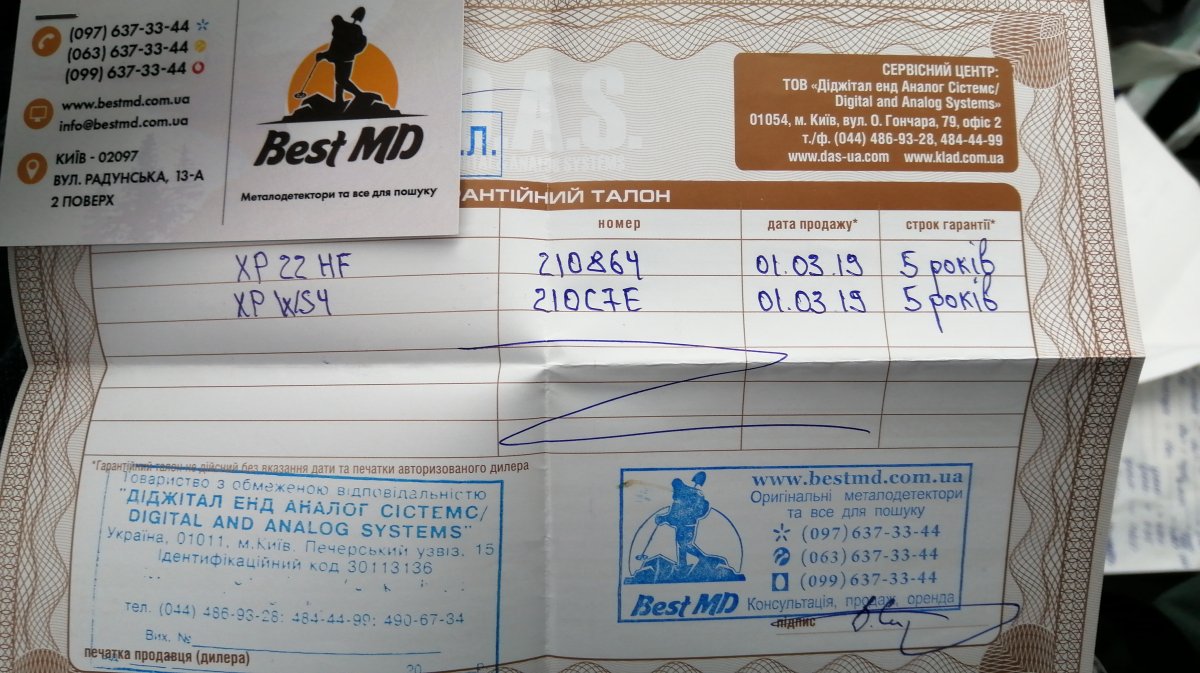 (097) 637-33-44
(063) 637-33-44
(099) 637-33-44
www.bestmd.com.ua
info@bestmd.com.ua
КИЇВ - 02097
ВУЛ. РАДУНСЬКА, 13-А
2 ПОВЕРХ
Best MD
Металодетектори та все для пошуку
A.S.
.Л.
СЕРВІСНИЙ ЦЕНТР:
ТОВ «Діджітал енд Аналог Сістемс/
Digital and Analog Systems»
01054, м. Київ, вул. О. Гончара, 79, офіс 2
т./ф. (044) 486-93-28, 484-44-99
www.das-ua.com www.klad.com.ua
АНТІЙНИЙ ТАЛОН
номер дата продажу* строк гарантії*
XP 22 HF 210864 01.03.19 5 років
XP WS4 210C7E 01.03.19 5 років
*Гарантійний талон не дійсний без вказання дати та печатки авторизованого дилера
Товариство з обмеженою відповідальністю
"ДІДЖІТАЛ ЕНД АНАЛОГ СІСТЕМС/
DIGITAL AND ANALOG SYSTEMS"
Україна, 01011, м.Київ, Печерський узвіз, 15
Ідентифікаційний код 30113136
тел. (044) 486-93-28; 484-44-99; 490-67-34
Вих. №
20
печатка продавця (дилера)
www.bestmd.com.ua
Оригінальні металодетектори
та все для пошуку
(097) 637-33-44
(063) 637-33-44
(099) 637-33-44
Best MD
Консультація, продаж, оренда
підпис